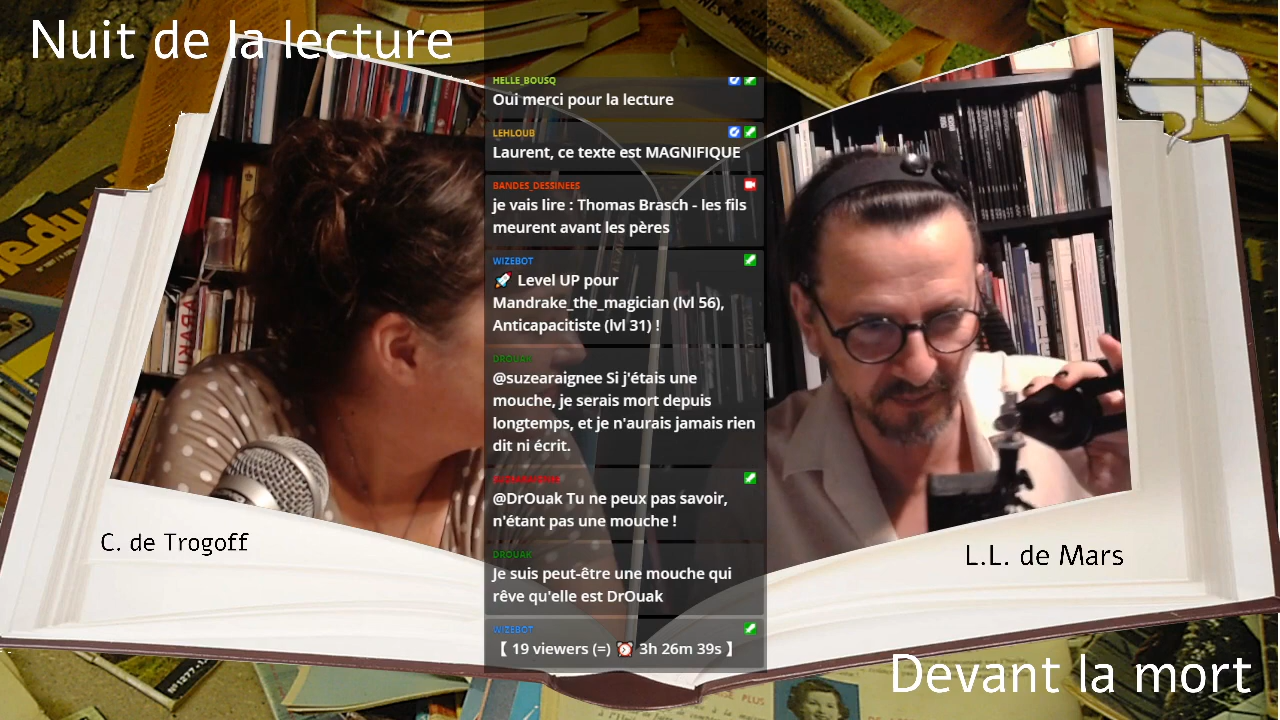 Nuit de la lecture
HELLE_BOUSQ
Oui merci pour la lecture
LEHLOUB
Laurent, ce texte est MAGNIFIQUE
BANDES_DESSINEES
je vais lire : Thomas Brasch - les fils
meurent avant les pères
WIZEBOT
🚀 Level UP pour
Mandrake_the_magician (lvl 56),
Anticapacitiste (lvl 31) !
DROUAK
@suzearaignee Si j'étais une
mouche, je serais mort depuis
longtemps, et je n'aurais jamais rien
dit ni écrit.
SUZEARAIGNEE
@DrOuak Tu ne peux pas savoir,
n'étant pas une mouche !
DROUAK
Je suis peut-être une mouche qui
rêve qu'elle est DrOuak
WIZEBOT
【 19 viewers (=) ⏰ 3h 26m 39s 】
C. de Trogoff
L.L. de Mars
Devant la mort